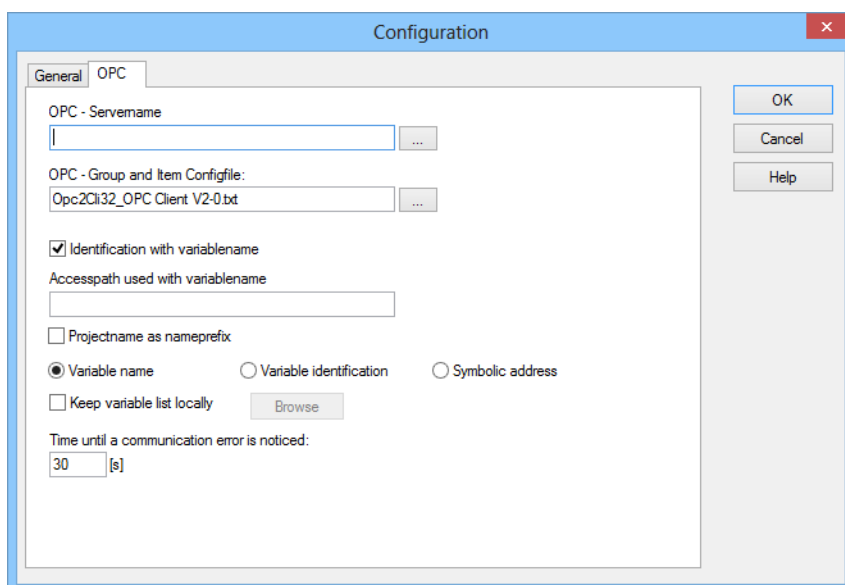 Configuration
General OPC
OPC - Servername
...
OPC - Group and Item Configfile:
Opc2Cli32_OPC Client V2-0.txt ...
Identification with variablename
Accesspath used with variablename
Projectname as nameprefix
Variable name Variable identification Symbolic address
Keep variable list locally Browse
Time until a communication error is noticed:
30 [s]
OK
Cancel
Help